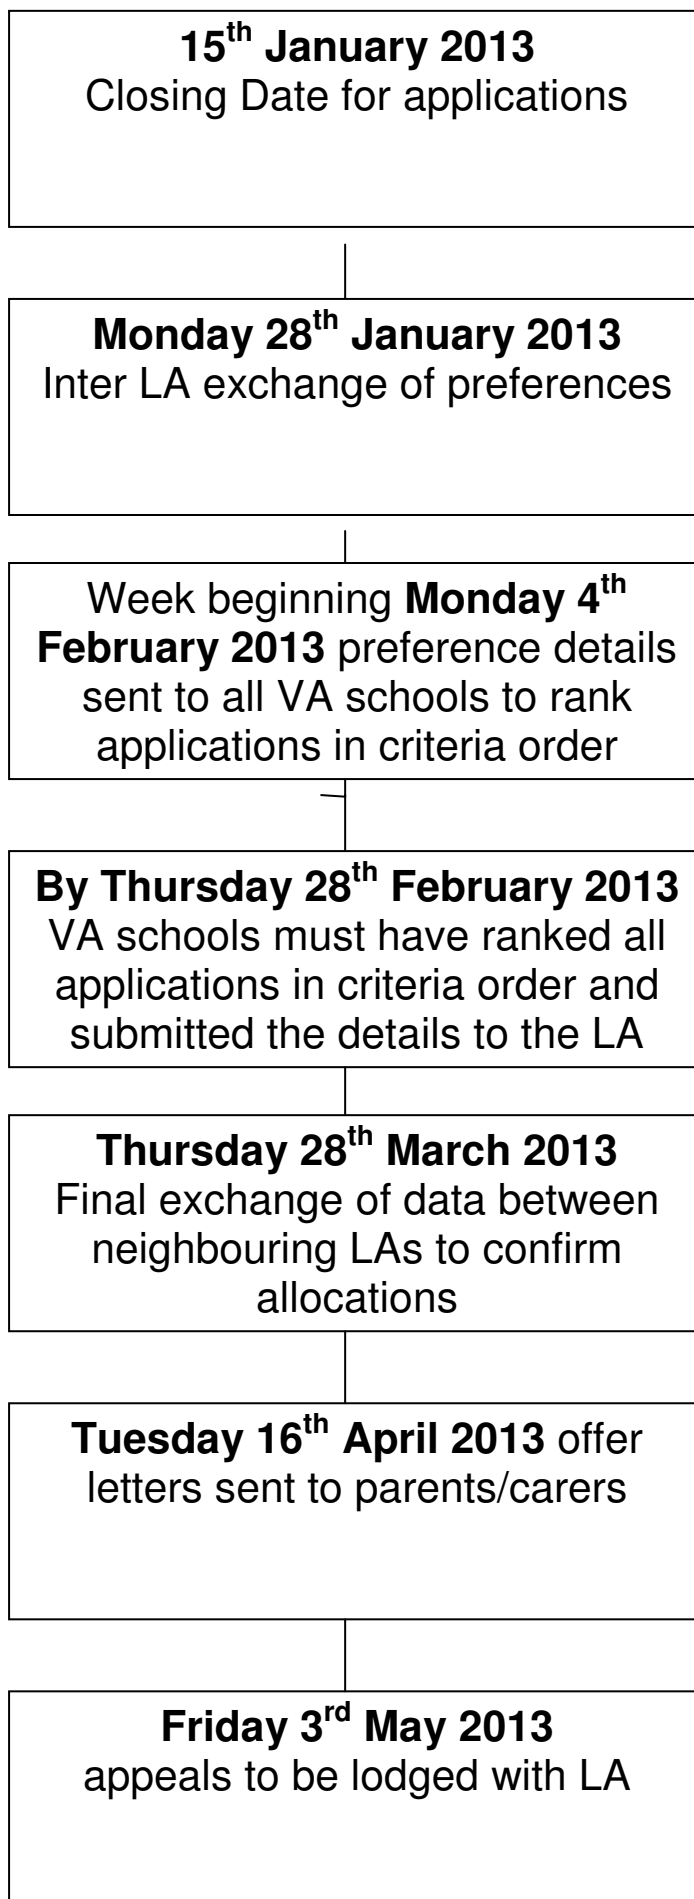 15th January 2013
Closing Date for applications
Monday 28th January 2013
Inter LA exchange of preferences
Week beginning Monday 4th
February 2013 preference details
sent to all VA schools to rank
applications in criteria order
By Thursday 28th February 2013
VA schools must have ranked all
applications in criteria order and
submitted the details to the LA
Thursday 28th March 2013
Final exchange of data between
neighbouring LAs to confirm
allocations
Tuesday 16th April 2013 offer
letters sent to parents/carers
Friday 3rd May 2013
appeals to be lodged with LA